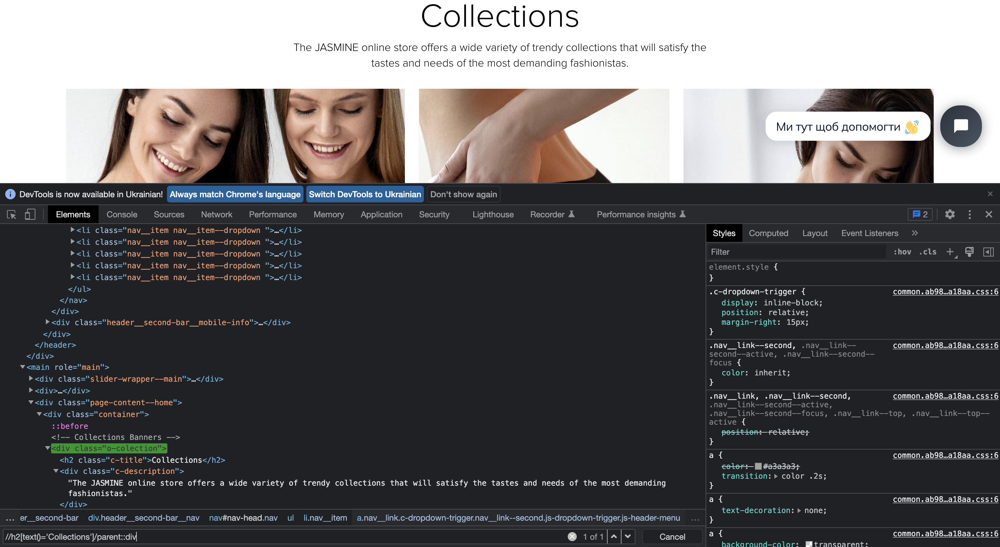 Collections
The JASMINE online store offers a wide variety of trendy collections that will satisfy the
tastes and needs of the most demanding fashionistas.
Ми тут щоб допомогти 👋
DevTools is now available in Ukrainian! Always match Chrome's language Switch DevTools to Ukrainian Don't show again
Elements Console Sources Network Performance Memory Application Security Lighthouse Recorder Performance insights 2
<li class="nav__item nav__item--dropdown ">…</li>
<li class="nav__item nav__item--dropdown ">…</li>
<li class="nav__item nav__item--dropdown ">…</li>
<li class="nav__item nav__item--dropdown ">…</li>
<li class="nav__item nav__item--dropdown ">…</li>
</ul>
</nav>
</div>
<div class="header__second-bar__mobile-info">…</div>
</div>
</header>
</div>
<main role="main">
<div class="slider-wrapper--main">…</div>
<div>…</div>
<div class="page-content--home">
<div class="container">
::before
<!-- Collections Banners -->
<div class="o-colection">
<h2 class="c-title">Collections</h2>
<div class="c-description">
"The JASMINE online store offers a wide variety of trendy collections that will satisfy the tastes and needs of the most demanding
fashionistas."
</div>
... er__second-bar div.header__second-bar__nav nav#nav-head.nav ul li.nav__item a.nav__link.c-dropdown-trigger.nav__link--second.js-dropdown-trigger.js-header-menu ...
//h2[text()='Collections']/parent::div 1 of 1 Cancel
Styles Computed Layout Event Listeners
Filter :hov .cls
element.style {
}
.c-dropdown-trigger { common.ab98…a18aa.css:6
display: inline-block;
position: relative;
margin-right: 15px;
}
.nav__link--second, .nav__link-- common.ab98…a18aa.css:6
second--active, .nav__link--second--
focus {
color: inherit;
}
.nav__link, .nav__link--second, common.ab98…a18aa.css:6
.nav__link--second--active,
.nav__link--second--focus, .nav__link--top, .nav__link--top--
active {
position: relative;
}
a { common.ab98…a18aa.css:6
color: #a3a3a3;
transition: color .2s;
}
a { common.ab98…a18aa.css:6
text-decoration: none;
}
a { common.ab98…a18aa.css:6
background-color: transparent;